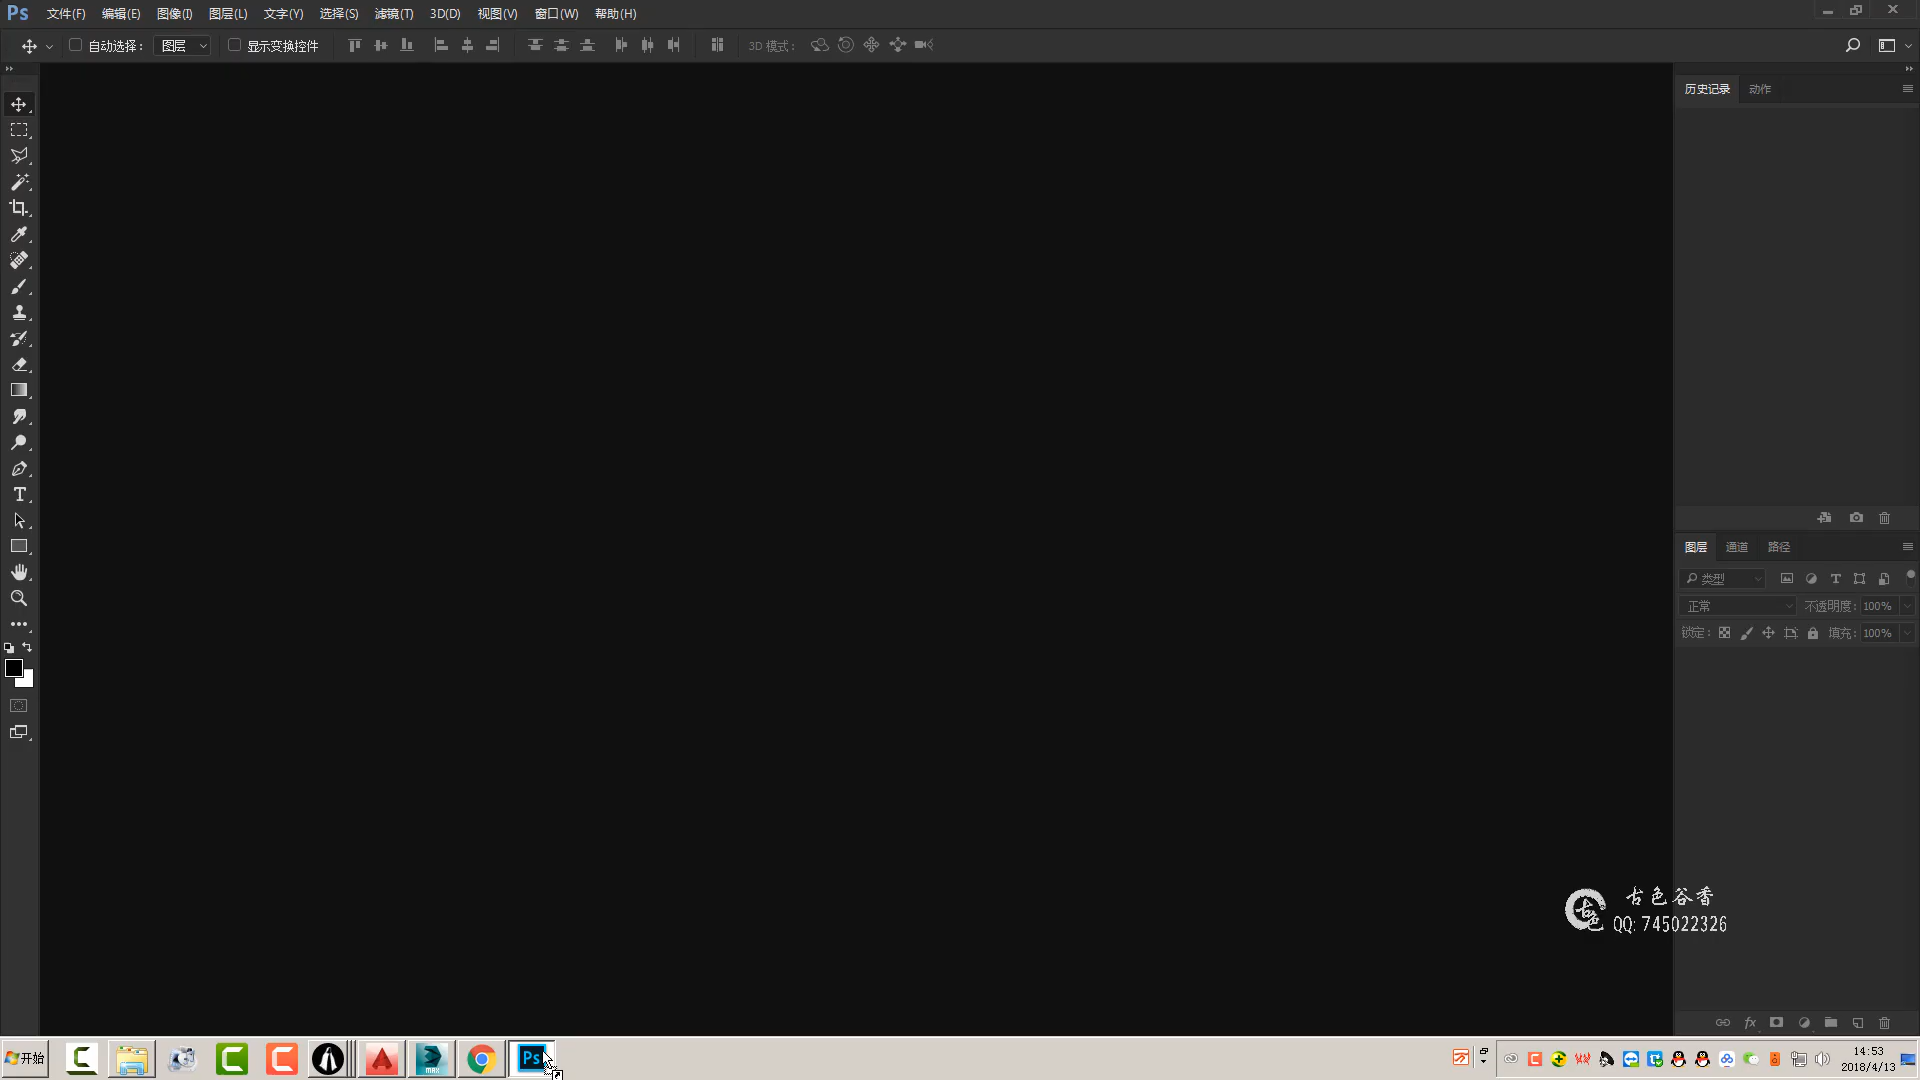 Ps 文件(F) 编辑(E) 图像(I) 图层(L) 文字(Y) 选择(S) 滤镜(T) 3D(D) 视图(V) 窗口(W) 帮助(H)
自动选择： 图层 显示变换控件 3D 模式：
历史记录 动作
图层 通道 路径
类型
正常 不透明度: 100%
锁定: 填充: 100%
古色谷香
QQ: 745022326
开始 MAX Ps 14:53
2018/4/13